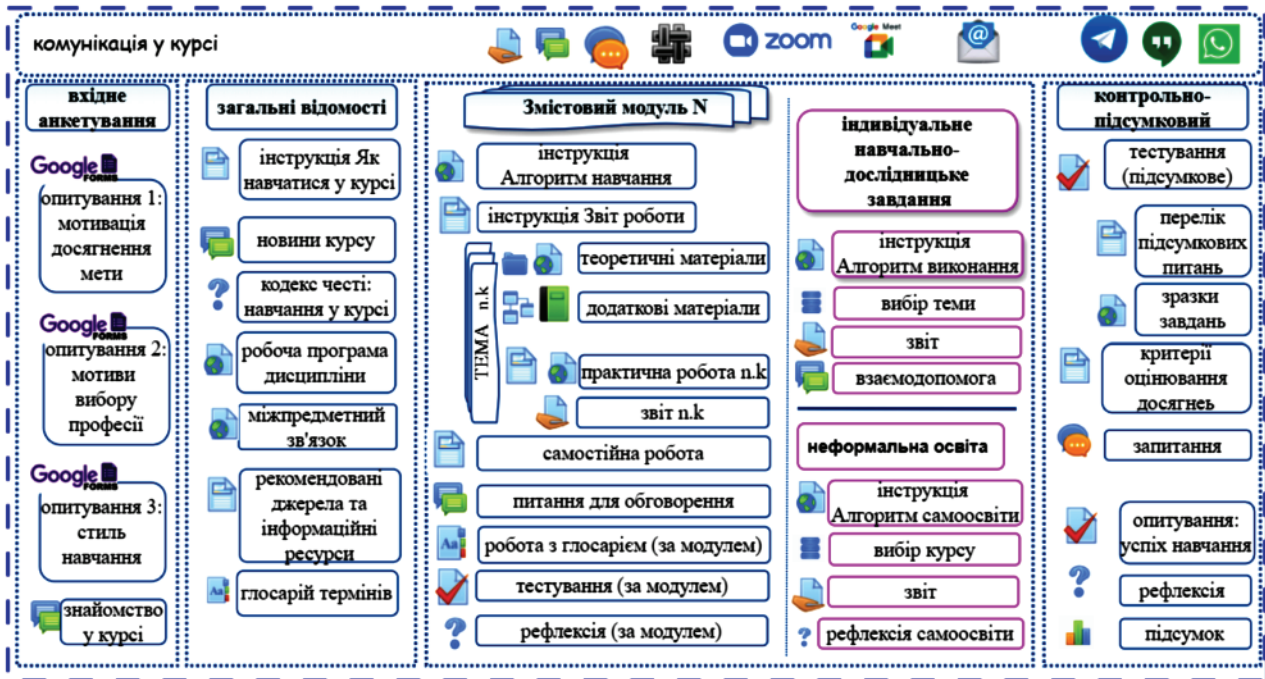 комунікація у курсі
zoom
Google Meet
вхідне
анкетування
Google
FORMS
опитування 1:
мотивація
досягнення
мети
Google
FORMS
опитування 2:
мотиви
вибору
професії
Google
FORMS
опитування 3:
стиль
навчання
знайомство
у курсі
загальні відомості
інструкція Як
навчатися у курсі
новини курсу
кодекс честі:
навчання у курсі
робоча програма
дисципліни
міжпредметний
зв'язок
рекомендовані
джерела та
інформаційні
ресурси
Aa
глосарій термінів
Змістовий модуль N
інструкція
Алгоритм навчання
інструкція Звіт роботи
ТЕМА n.k
теоретичні матеріали
додаткові матеріали
практична робота n.k
звіт n.k
самостійна робота
питання для обговорення
Aa
робота з глосарієм (за модулем)
тестування (за модулем)
рефлексія (за модулем)
індивідуальне
навчально-
дослідницьке
завдання
інструкція
Алгоритм виконання
вибір теми
звіт
взаємодопомога
неформальна освіта
інструкція
Алгоритм самоосвіти
вибір курсу
звіт
рефлексія самоосвіти
контрольно-
підсумковий
тестування
(підсумкове)
перелік
підсумкових
питань
зразки
завдань
критерії
оцінювання
досягнеь
запитання
опитування:
успіх навчання
рефлексія
підсумок